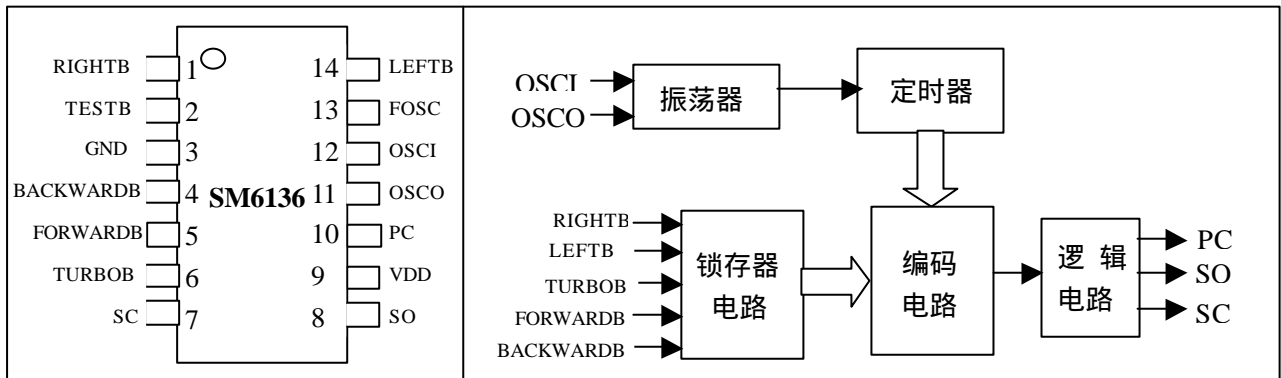 RIGHTB 1 14 LEFTB
TESTB 2 13 FOSC
GND 3 12 OSCI
BACKWARDB 4 SM6136 11 OSCO
FORWARDB 5 10 PC
TURBOB 6 9 VDD
SC 7 8 SO
OSCI
OSCO
振荡器
定时器
RIGHTB
LEFTB
TURBOB
FORWARDB
BACKWARDB
锁存器
电路
编码
电路
逻 辑
电路
PC
SO
SC